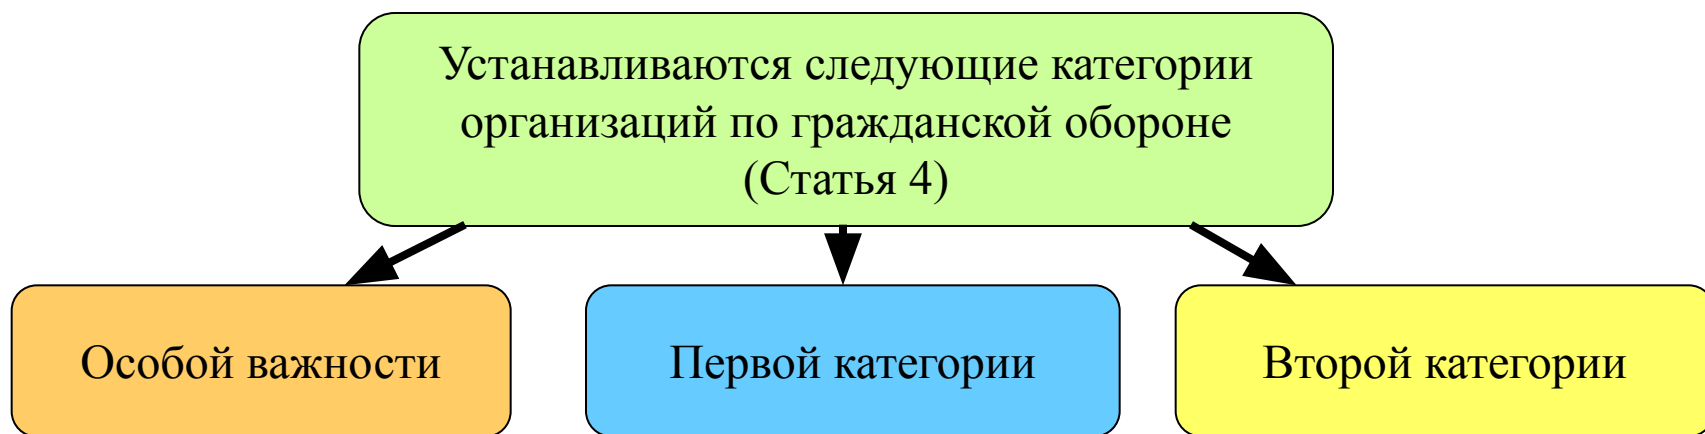 Устанавливаются следующие категории
организаций по гражданской обороне
(Статья 4)
Особой важности
Первой категории
Второй категории